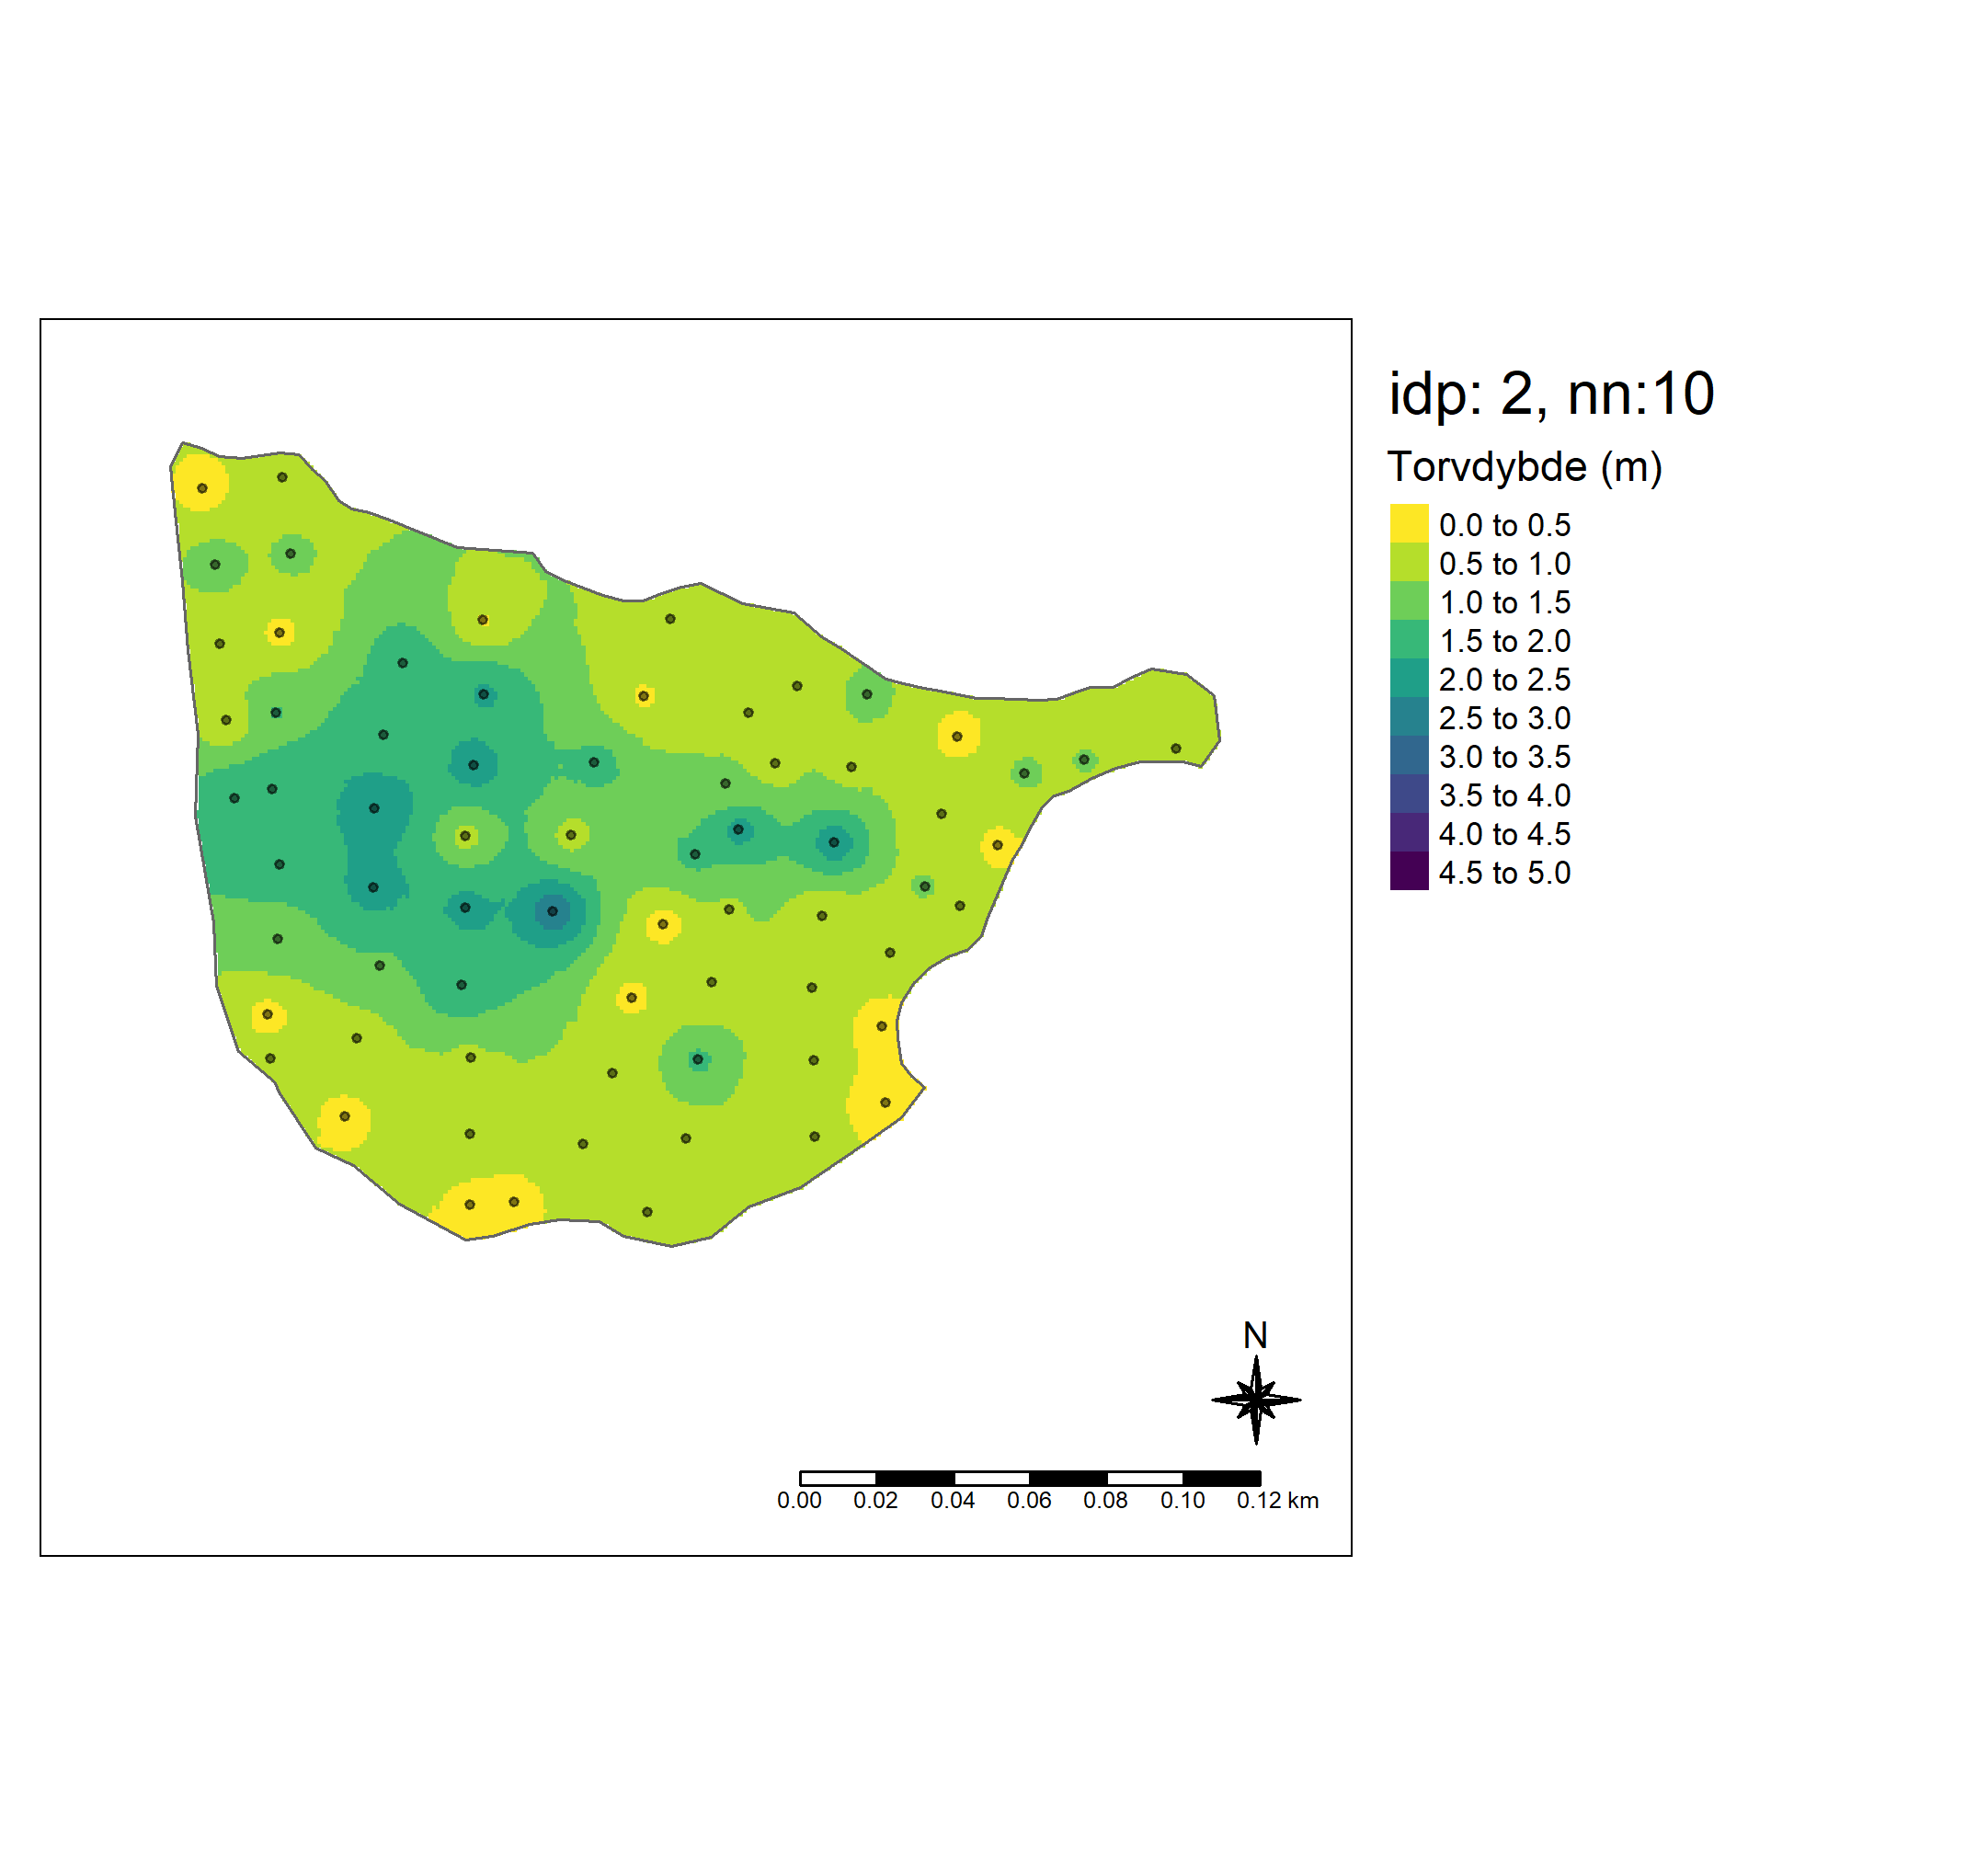 idp: 2, nn:10
Torvdybde (m)
0.0 to 0.5
0.5 to 1.0
1.0 to 1.5
1.5 to 2.0
2.0 to 2.5
2.5 to 3.0
3.0 to 3.5
3.5 to 4.0
4.0 to 4.5
4.5 to 5.0
N
0.00 0.02 0.04 0.06 0.08 0.10 0.12 km